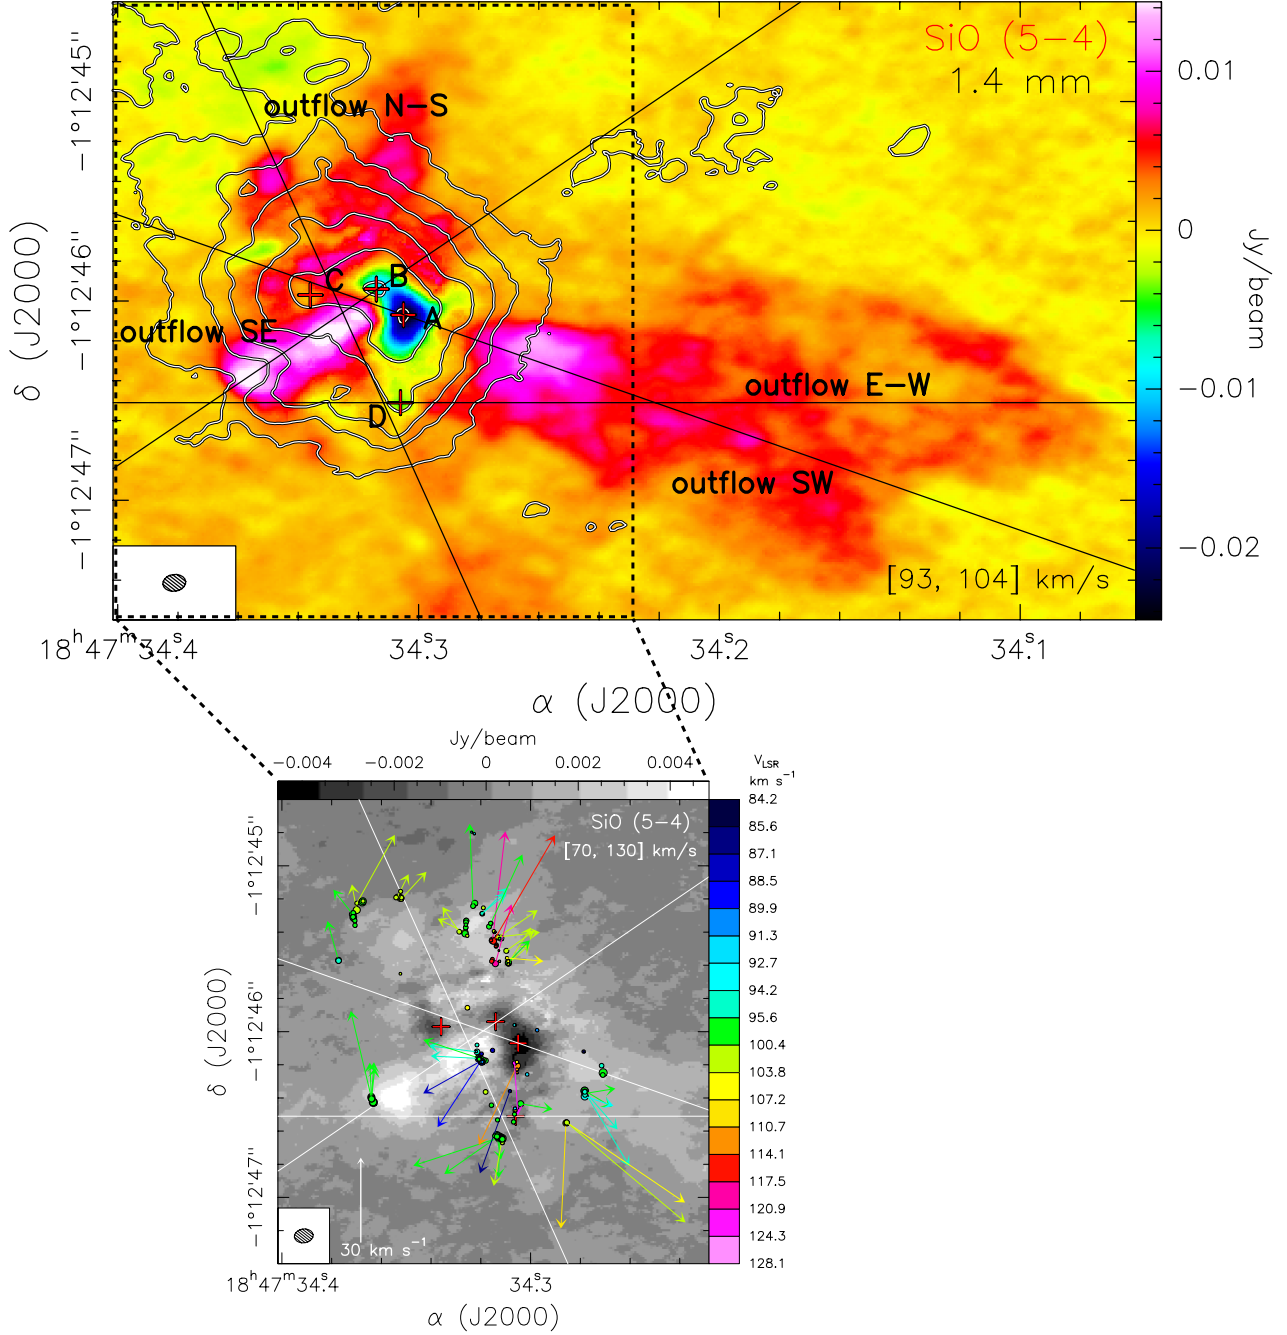 SiO (5−4)
1.4 mm
outflow N−S
C
B
A
outflow SE
outflow E−W
D
outflow SW
[93, 104] km/s
−1°12'45''
−1°12'46''
−1°12'47''
δ (J2000)
0.01
0
−0.01
−0.02
Jy/beam
18ʰ47ᵐ34ˢ.4
34ˢ.3
34ˢ.2
34ˢ.1
α (J2000)
Jy/beam
−0.004 −0.002 0 0.002 0.004
V_LSR
km s⁻¹
SiO (5−4)
[70, 130] km/s
84.2
85.6
87.1
88.5
89.9
91.3
92.7
94.2
95.6
100.4
103.8
107.2
110.7
114.1
117.5
120.9
124.3
128.1
−1°12'45''
−1°12'46''
−1°12'47''
δ (J2000)
30 km s⁻¹
18ʰ47ᵐ34ˢ.4
34ˢ.3
α (J2000)